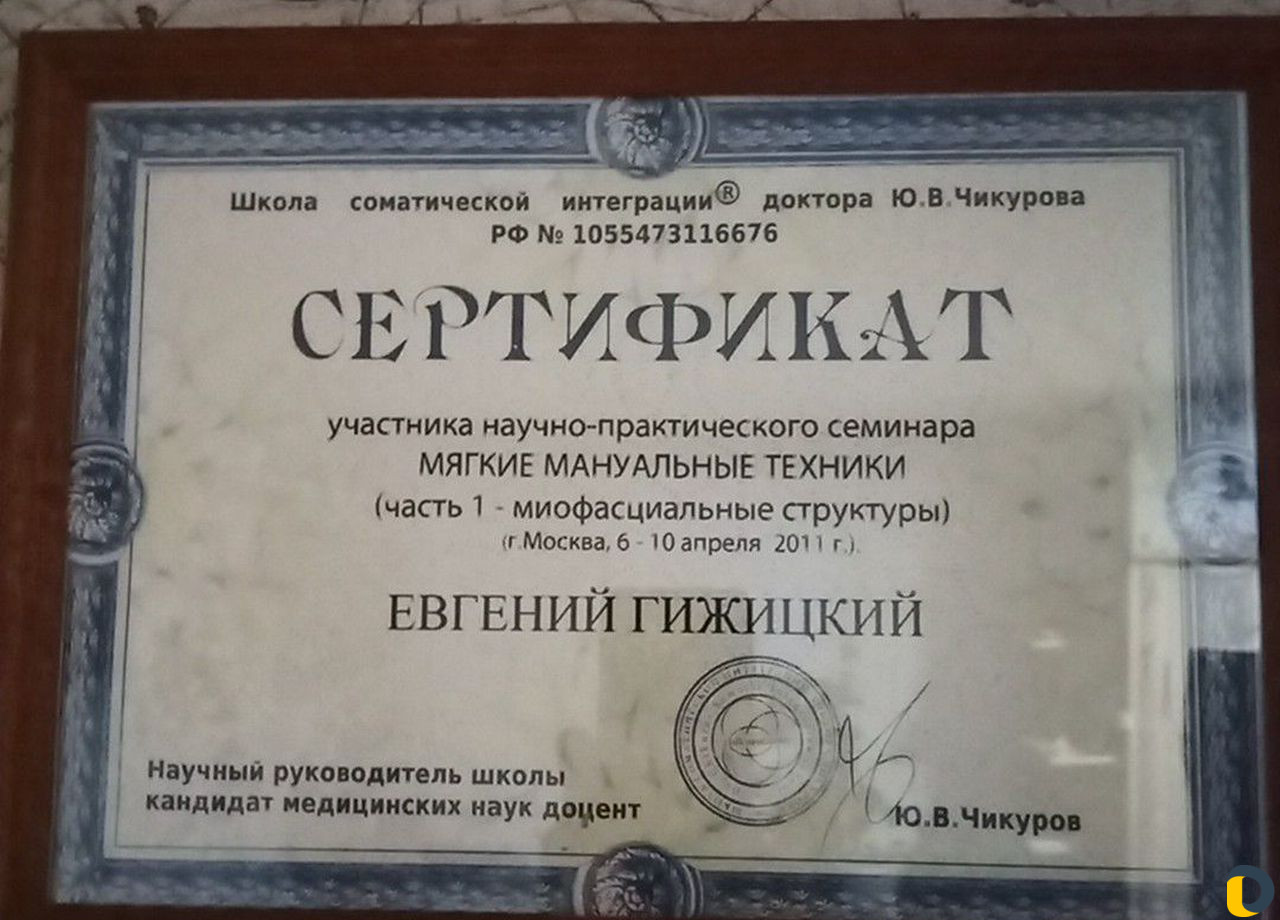 Школа соматической интеграции® доктора Ю.В.Чикурова
РФ № 1055473116676
СЕРТИФИКАТ
участника научно-практического семинара
МЯГКИЕ МАНУАЛЬНЫЕ ТЕХНИКИ
(часть 1 - миофасциальные структуры)
(г.Москва, 6 - 10 апреля 2011 г.).
ЕВГЕНИЙ ГИЖИЦКИЙ
Научный руководитель школы
кандидат медицинских наук доцент
Ю.В.Чикуров